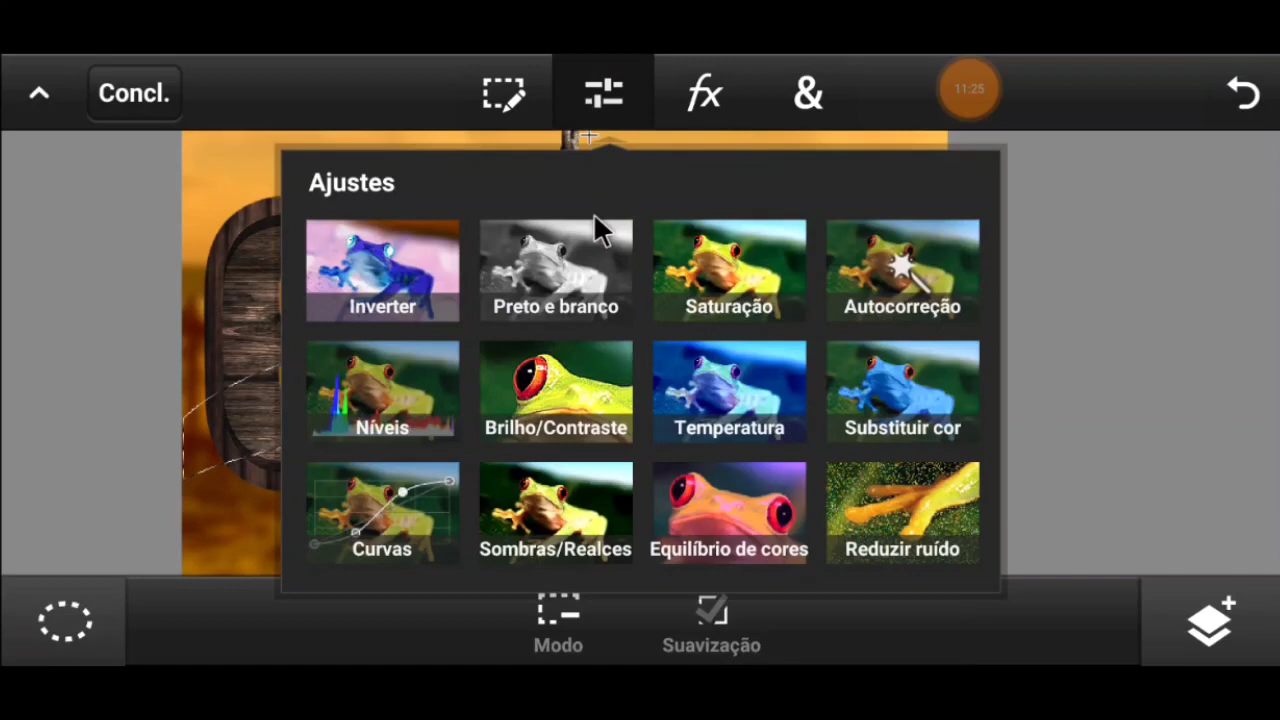 Concl.
fx
&
11:25
Ajustes
Inverter
Preto e branco
Saturação
Autocorreção
Níveis
Brilho/Contraste
Temperatura
Substituir cor
Curvas
Sombras/Realces
Equilíbrio de cores
Reduzir ruído
Modo
Suavização